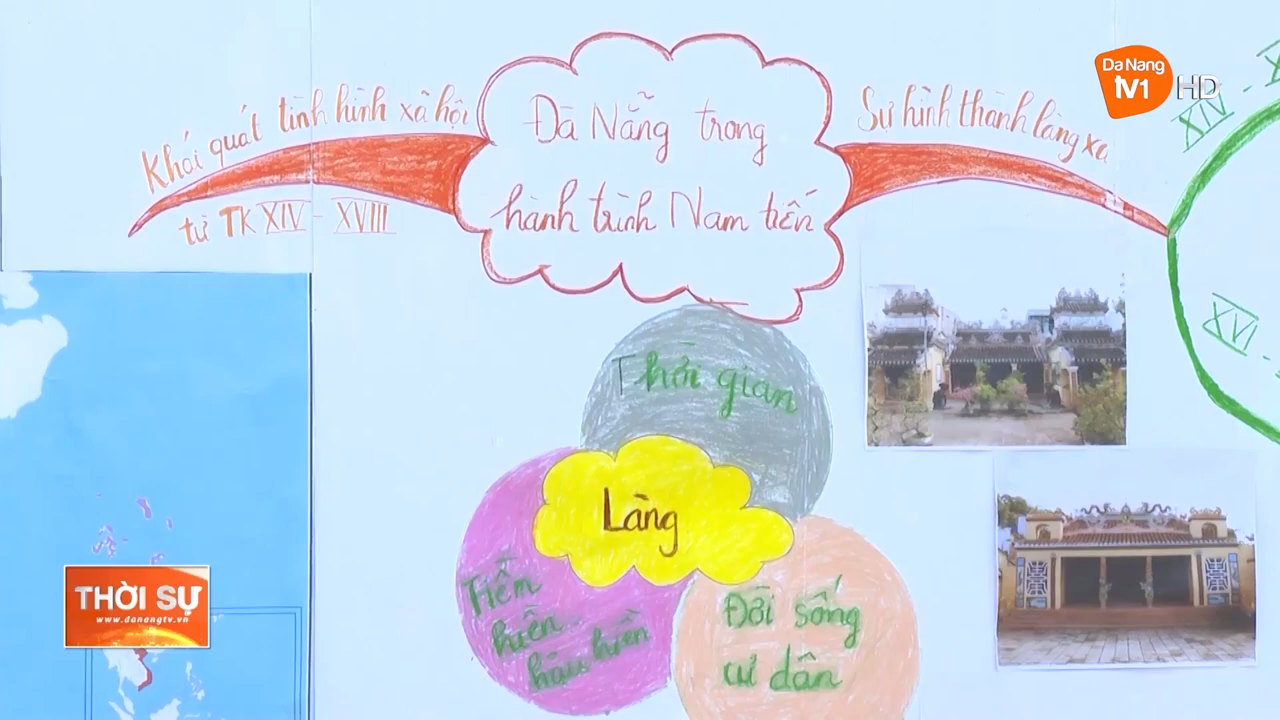 Da Nang
TV1 HD
Khái quát tình hình xã hội
từ TK XIV - XVIII
Đà Nẵng trong
hành trình Nam tiến
Sự hình thành làng xã
XIV -
XVI
Thời gian
Làng
Tiền
hiền
hậu hiền
Đời sống
cư dân
THỜI SỰ
www.danangtv.vn